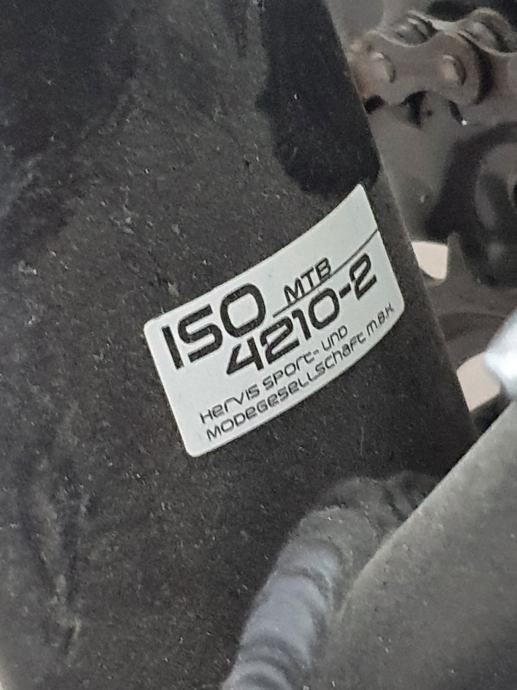 ISO MTB
4210-2
Hervis Sport- und
Modegesellschaft m.b.H